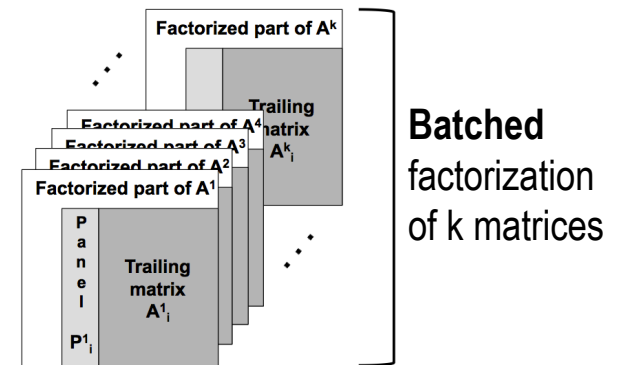 Factorized part of Aᵏ
Trailing
matrix
Aᵏᵢ
Factorized part of A⁴
Factorized part of A³
Factorized part of A²
Factorized part of A¹
P
a
n
e
l
P¹ᵢ
Trailing
matrix
A¹ᵢ
Batched
factorization
of k matrices